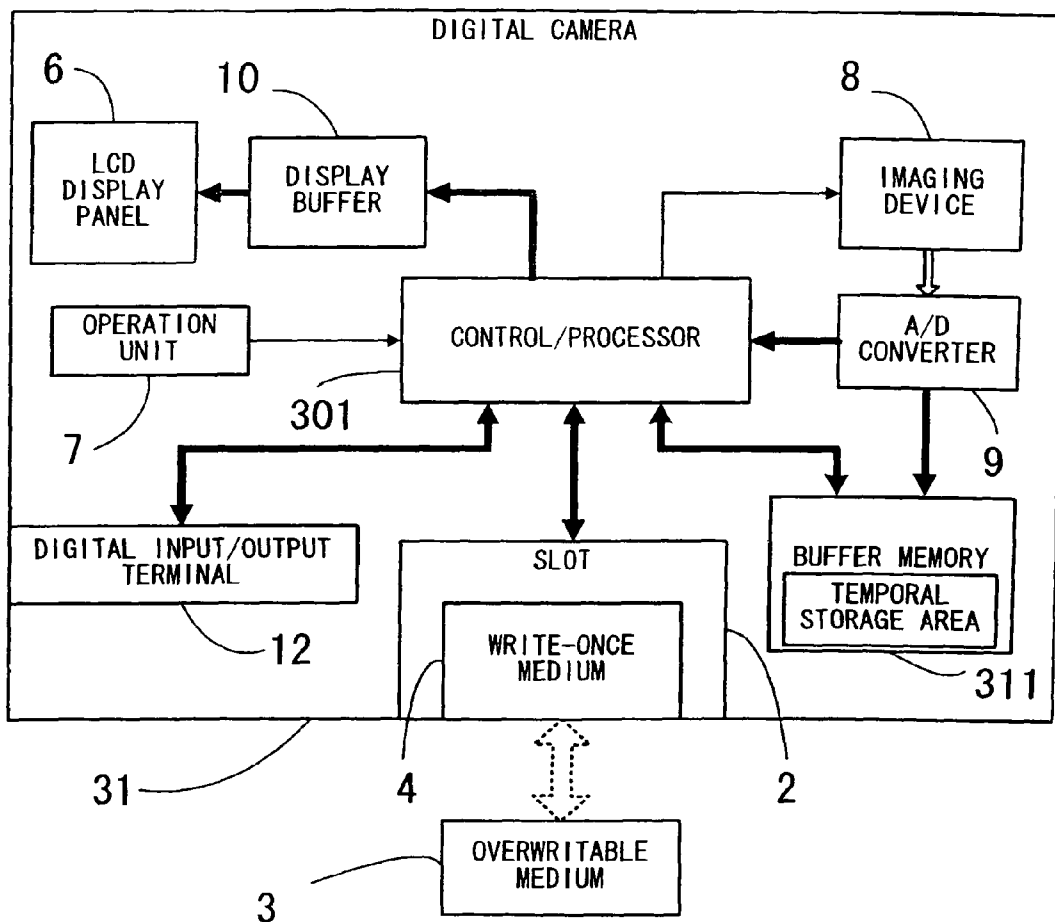 DIGITAL CAMERA
6
10
8
LCD
DISPLAY
PANEL
DISPLAY
BUFFER
IMAGING
DEVICE
OPERATION
UNIT
CONTROL/PROCESSOR
A/D
CONVERTER
301
7
9
DIGITAL INPUT/OUTPUT
TERMINAL
SLOT
BUFFER MEMORY
TEMPORAL
STORAGE AREA
WRITE-ONCE
MEDIUM
12
311
31
4
2
OVERWRITABLE
MEDIUM
3